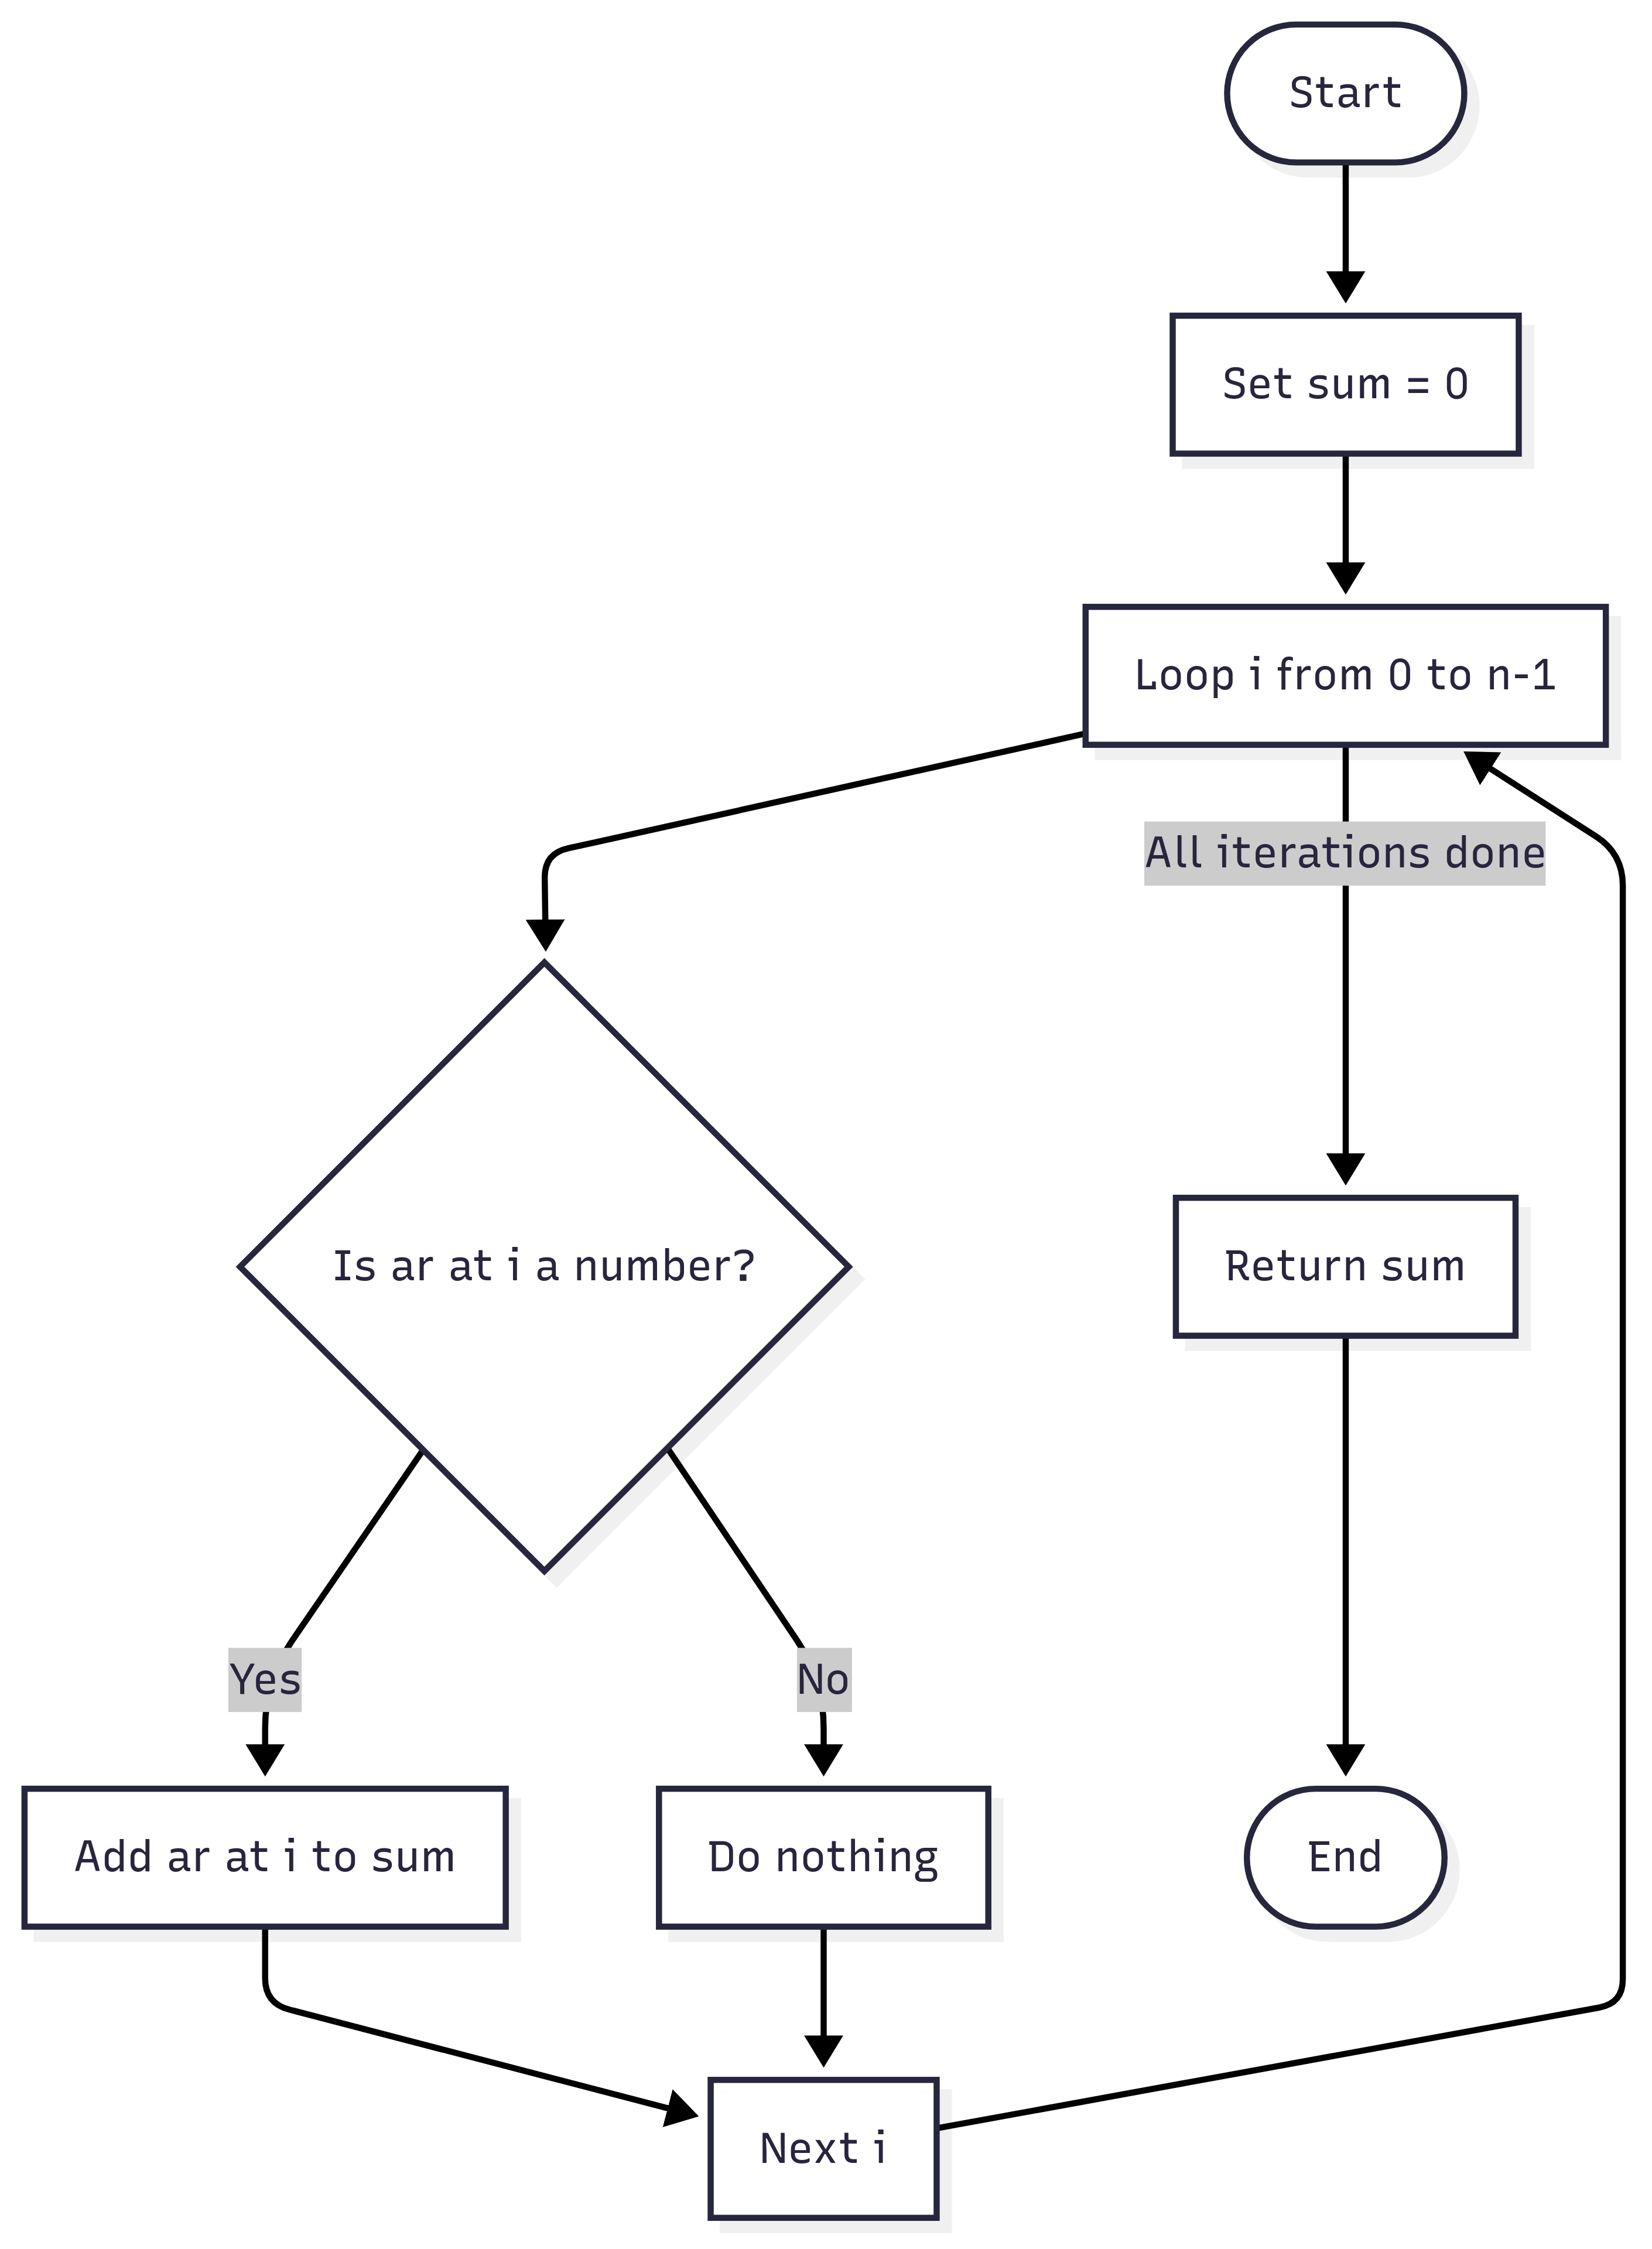 Start
Set sum = 0
Loop i from 0 to n-1
All iterations done
Is ar at i a number?
Return sum
Yes
No
Add ar at i to sum
Do nothing
End
Next i